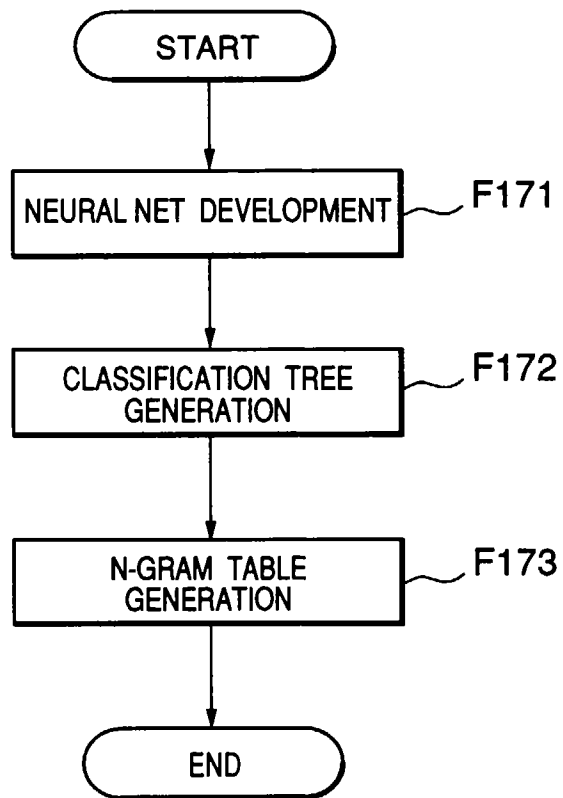 START
NEURAL NET DEVELOPMENT
F171
CLASSIFICATION TREE
GENERATION
F172
N-GRAM TABLE
GENERATION
F173
END